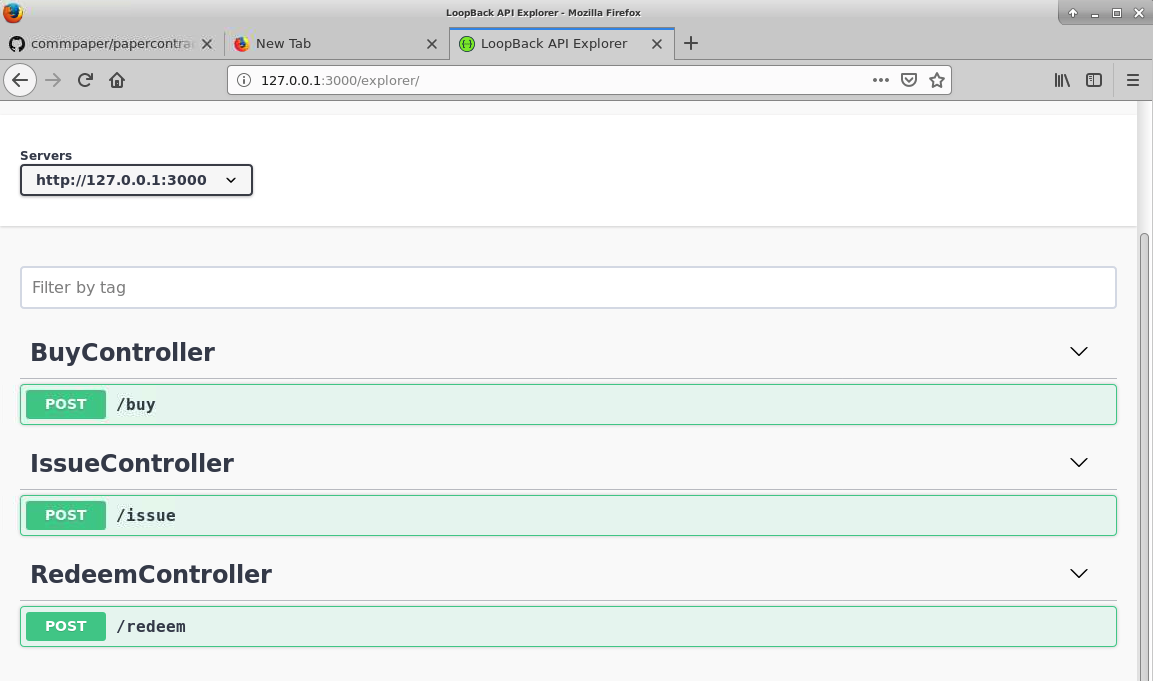 LoopBack API Explorer - Mozilla Firefox
commpaper/papercontrac
New Tab
LoopBack API Explorer
127.0.0.1:3000/explorer/
Servers
http://127.0.0.1:3000
Filter by tag
BuyController
POST /buy
IssueController
POST /issue
RedeemController
POST /redeem